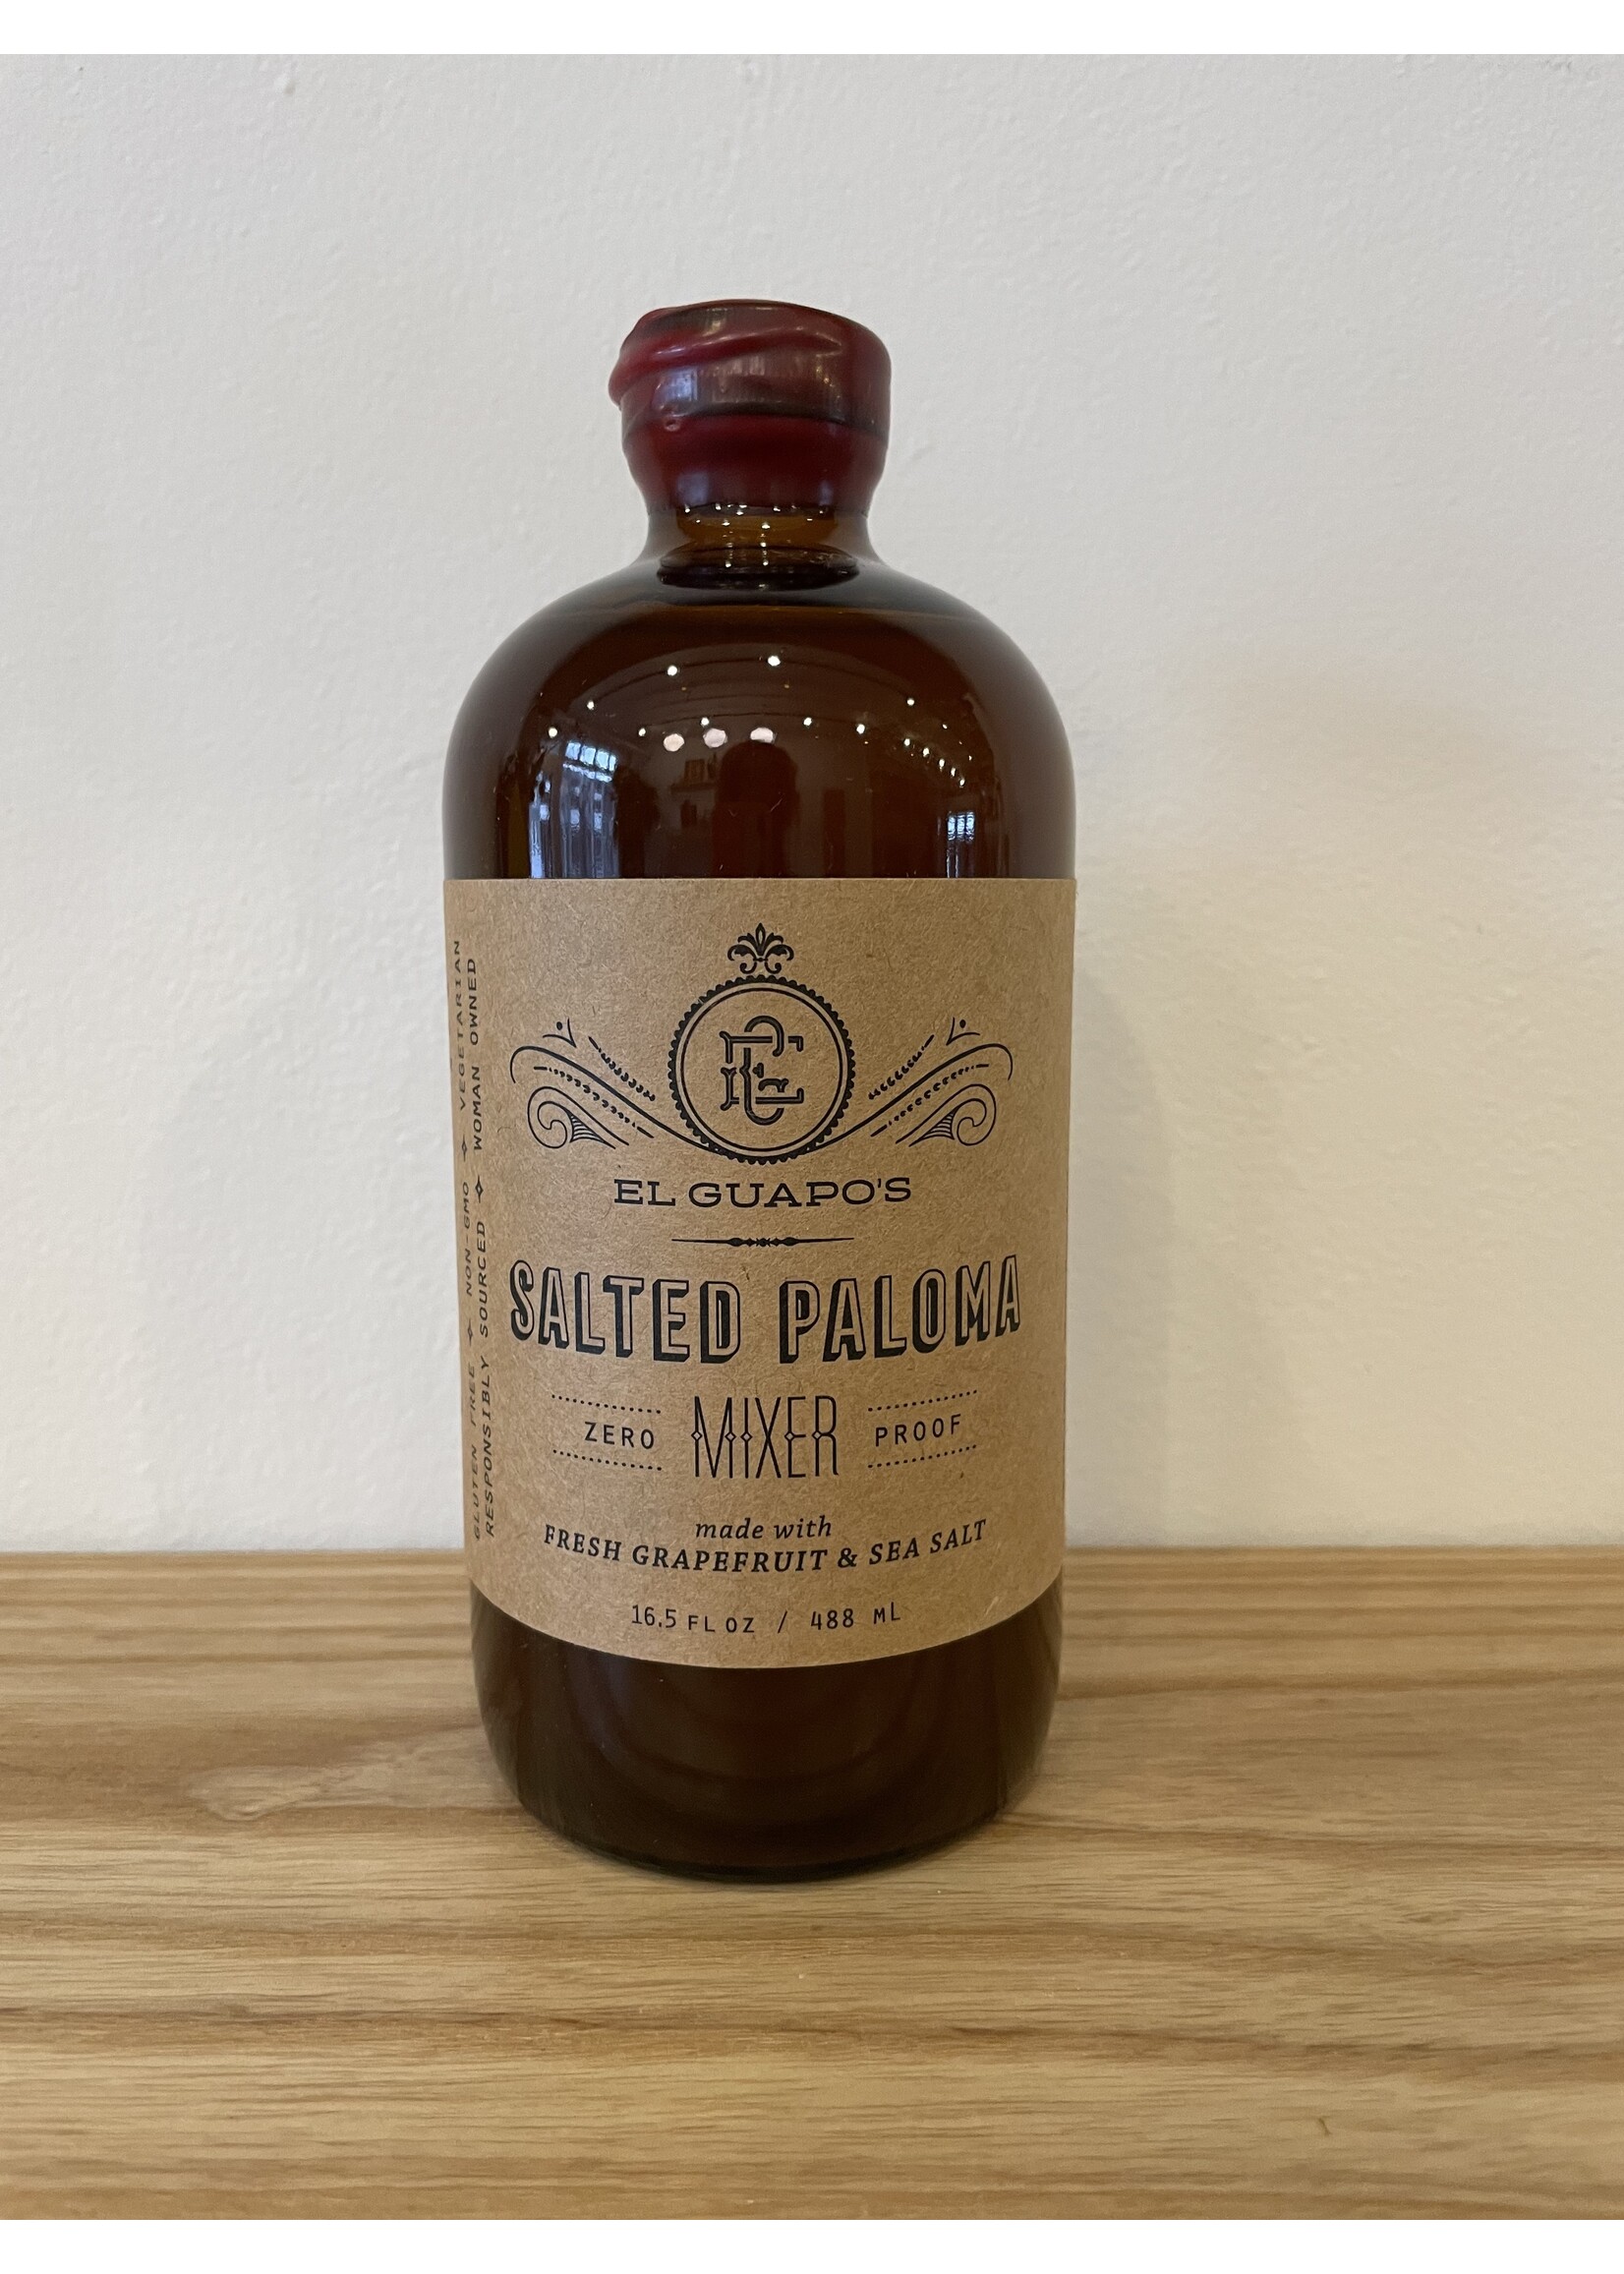 EG
EL GUAPO'S
SALTED PALOMA
ZERO MIXER PROOF
made with
FRESH GRAPEFRUIT & SEA SALT
16.5 FL OZ / 488 ML
GLUTEN FREE NON-GMO VEGETARIAN
RESPONSIBLY SOURCED WOMAN OWNED